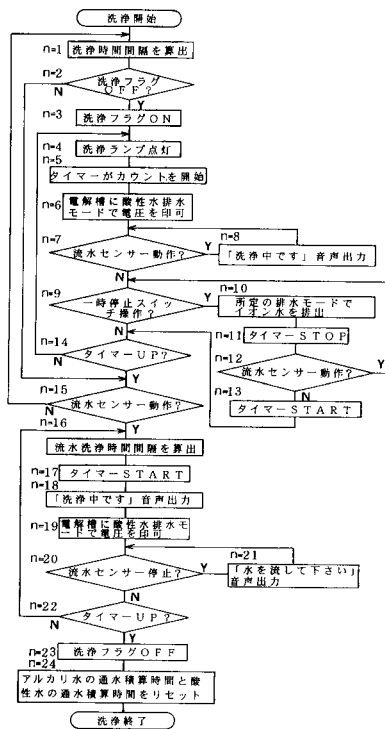 洗浄開始
n=1
洗浄時間間隔を算出
n=2
洗浄フラグ
OFF?
N
Y
n=3
洗浄フラグON
n=4
洗浄ランプ点灯
n=5
タイマーがカウントを開始
n=6
電解槽に酸性水排水
モードで電圧を印可
n=7
流水センサー動作?
Y
N
n=8
「洗浄中です」音声出力
n=9
一時停止スイッ
チ操作?
Y
N
n=10
所定の排水モードで
イオン水を排出
n=11
タイマーSTOP
n=12
流水センサー動作?
Y
N
n=13
タイマーSTART
n=14
タイマーUP?
N
Y
n=15
流水センサー動作?
N
Y
n=16
流水洗浄時間間隔を算出
n=17
タイマーSTART
n=18
「洗浄中です」音声出力
n=19
電解槽に酸性水排水モ
ードで電圧を印可
n=20
流水センサー停止?
Y
N
n=21
「水を流して下さい」
音声出力
n=22
タイマーUP?
N
Y
n=23
洗浄フラグOFF
n=24
アルカリ水の通水積算時間と酸
性水の通水積算時間をリセット
洗浄終了